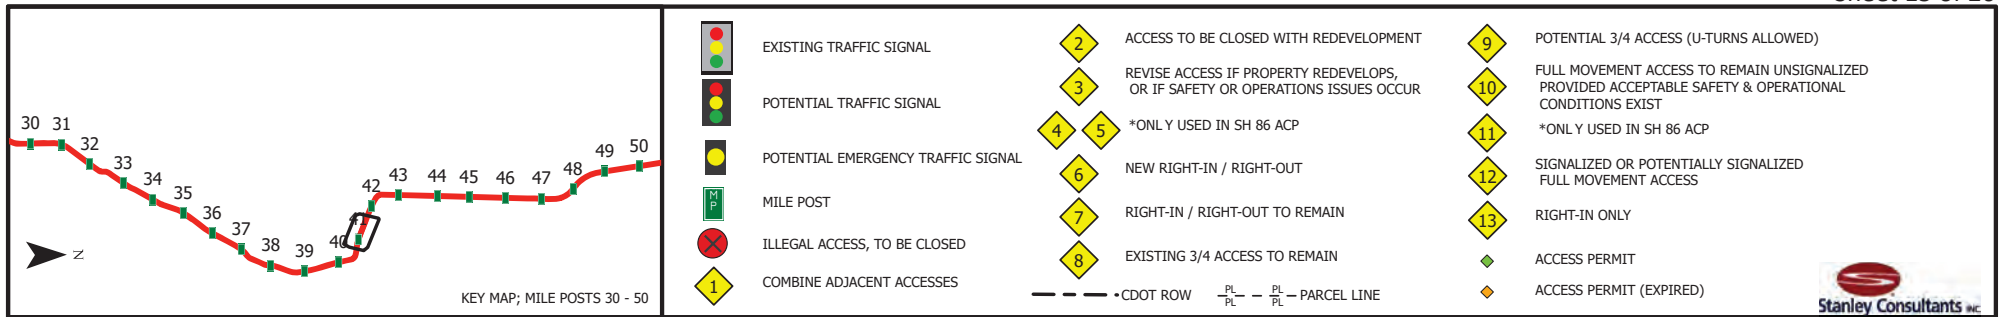 30 31
32
33
34
35
36
37
38
39
40
41
42
43
44
45
46
47
48
49
50
N
KEY MAP; MILE POSTS 30 - 50
EXISTING TRAFFIC SIGNAL
POTENTIAL TRAFFIC SIGNAL
POTENTIAL EMERGENCY TRAFFIC SIGNAL
M
P
MILE POST
ILLEGAL ACCESS, TO BE CLOSED
1 COMBINE ADJACENT ACCESSES
2 ACCESS TO BE CLOSED WITH REDEVELOPMENT
3 REVISE ACCESS IF PROPERTY REDEVELOPS,
OR IF SAFETY OR OPERATIONS ISSUES OCCUR
4 5 *ONLY USED IN SH 86 ACP
6 NEW RIGHT-IN / RIGHT-OUT
7 RIGHT-IN / RIGHT-OUT TO REMAIN
8 EXISTING 3/4 ACCESS TO REMAIN
CDOT ROW
PL PL
PL PL
PARCEL LINE
9 POTENTIAL 3/4 ACCESS (U-TURNS ALLOWED)
10 FULL MOVEMENT ACCESS TO REMAIN UNSIGNALIZED
PROVIDED ACCEPTABLE SAFETY & OPERATIONAL
CONDITIONS EXIST
11 *ONLY USED IN SH 86 ACP
12 SIGNALIZED OR POTENTIALLY SIGNALIZED
FULL MOVEMENT ACCESS
13 RIGHT-IN ONLY
ACCESS PERMIT
ACCESS PERMIT (EXPIRED)
Stanley Consultants INC